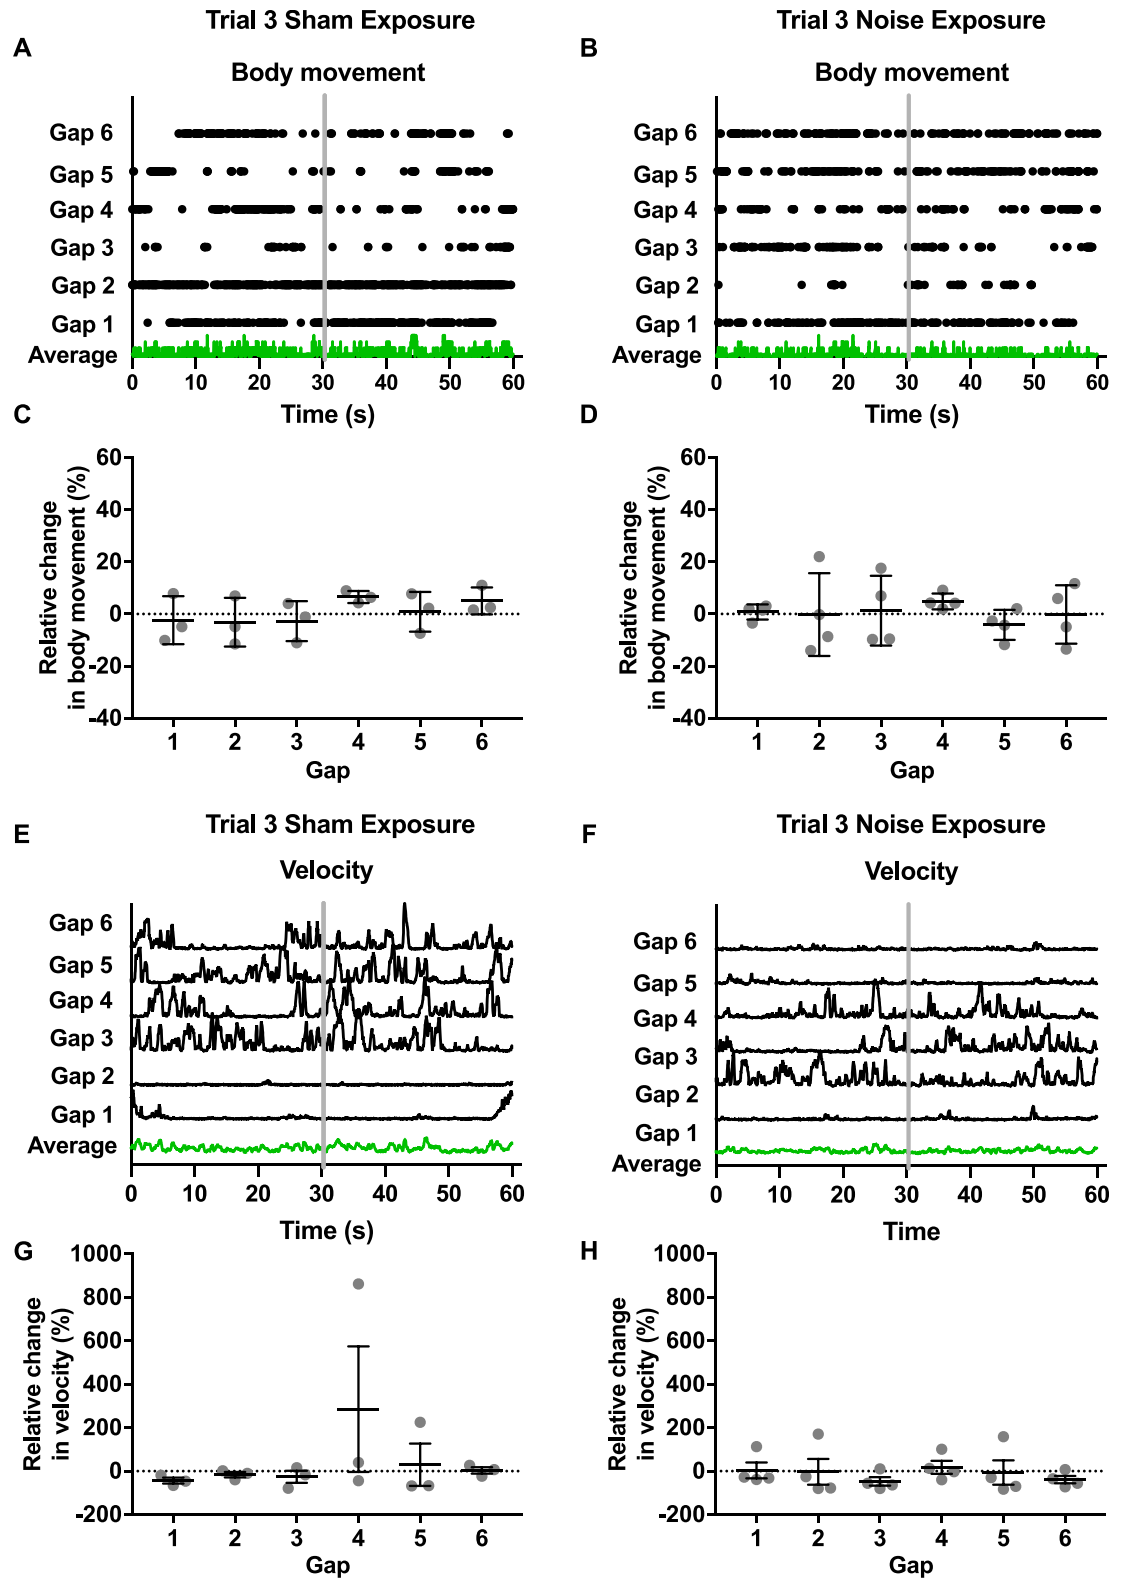 Trial 3 Sham Exposure
A
Body movement
Gap 6
Gap 5
Gap 4
Gap 3
Gap 2
Gap 1
Average
0 10 20 30 40 50 60
Time (s)
Trial 3 Noise Exposure
B
Body movement
Gap 6
Gap 5
Gap 4
Gap 3
Gap 2
Gap 1
Average
0 10 20 30 40 50 60
Time (s)
C
Relative change
in body movement (%)
60
40
20
0
-20
-40
1 2 3 4 5 6
Gap
D
Relative change
in body movement (%)
60
40
20
0
-20
-40
1 2 3 4 5 6
Gap
Trial 3 Sham Exposure
E
Velocity
Gap 6
Gap 5
Gap 4
Gap 3
Gap 2
Gap 1
Average
0 10 20 30 40 50 60
Time (s)
Trial 3 Noise Exposure
F
Velocity
Gap 6
Gap 5
Gap 4
Gap 3
Gap 2
Gap 1
Average
0 10 20 30 40 50 60
Time
G
Relative change
in velocity (%)
1000
800
600
400
200
0
-200
1 2 3 4 5 6
Gap
H
Relative change
in velocity (%)
1000
800
600
400
200
0
-200
1 2 3 4 5 6
Gap